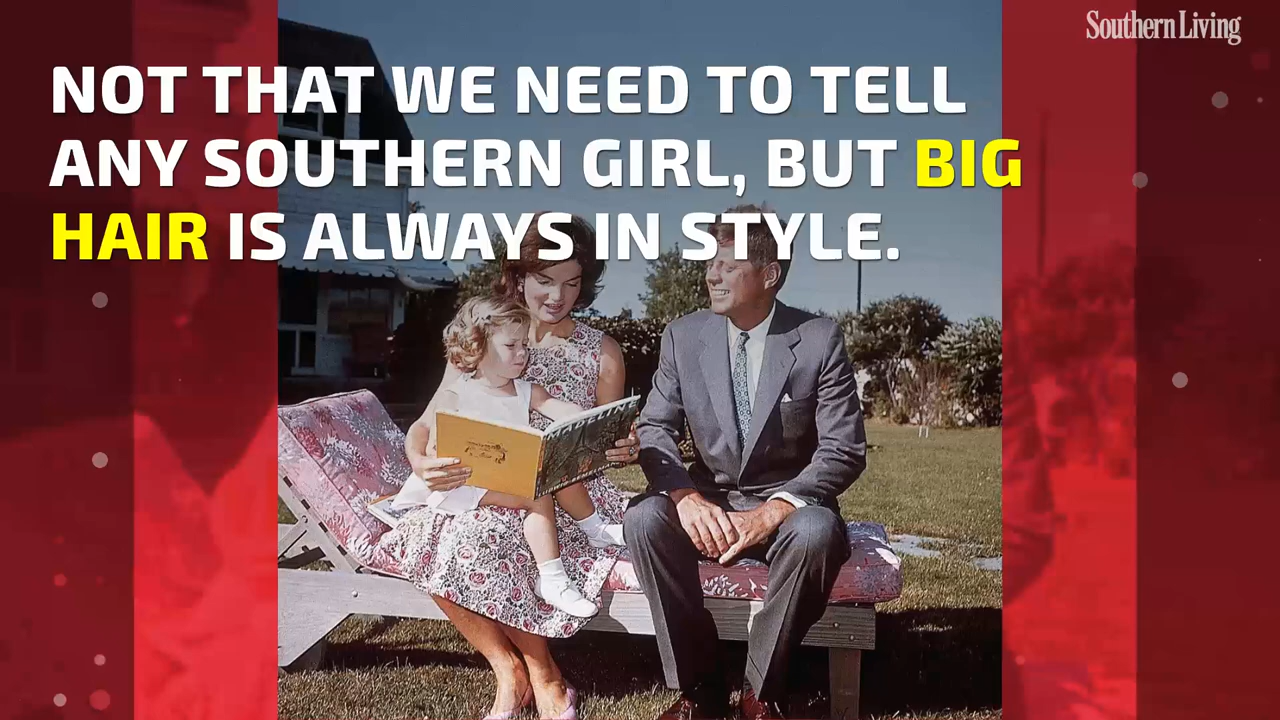 Southern Living
NOT THAT WE NEED TO TELL
ANY SOUTHERN GIRL, BUT BIG
HAIR IS ALWAYS IN STYLE.